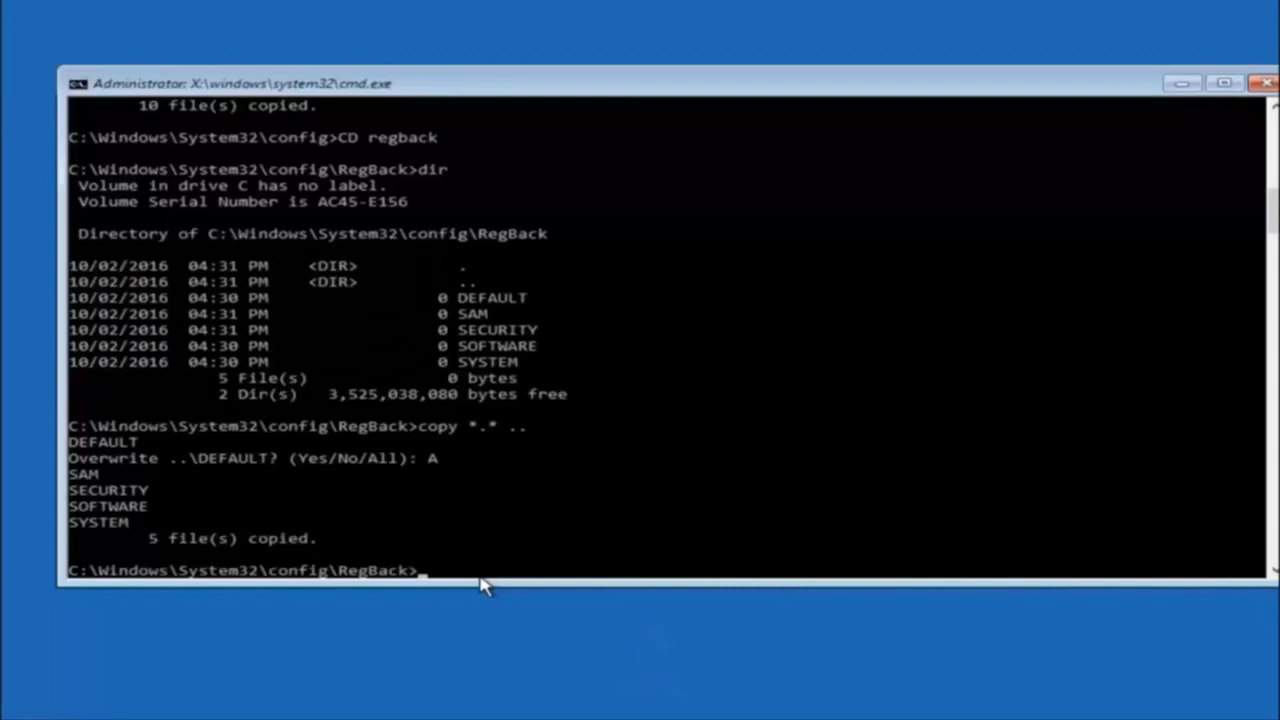 Administrator: X:\windows\system32\cmd.exe
10 file(s) copied.
C:\Windows\System32\config>CD regback
C:\Windows\System32\config\RegBack>dir
Volume in drive C has no label.
Volume Serial Number is AC45-E156
Directory of C:\Windows\System32\config\RegBack
10/02/2016 04:31 PM <DIR> .
10/02/2016 04:31 PM <DIR> ..
10/02/2016 04:30 PM 0 DEFAULT
10/02/2016 04:31 PM 0 SAM
10/02/2016 04:31 PM 0 SECURITY
10/02/2016 04:30 PM 0 SOFTWARE
10/02/2016 04:30 PM 0 SYSTEM
5 File(s) 0 bytes
2 Dir(s) 3,525,038,080 bytes free
C:\Windows\System32\config\RegBack>copy *.* ..
DEFAULT
Overwrite ..\DEFAULT? (Yes/No/All): A
SAM
SECURITY
SOFTWARE
SYSTEM
5 file(s) copied.
C:\Windows\System32\config\RegBack>_